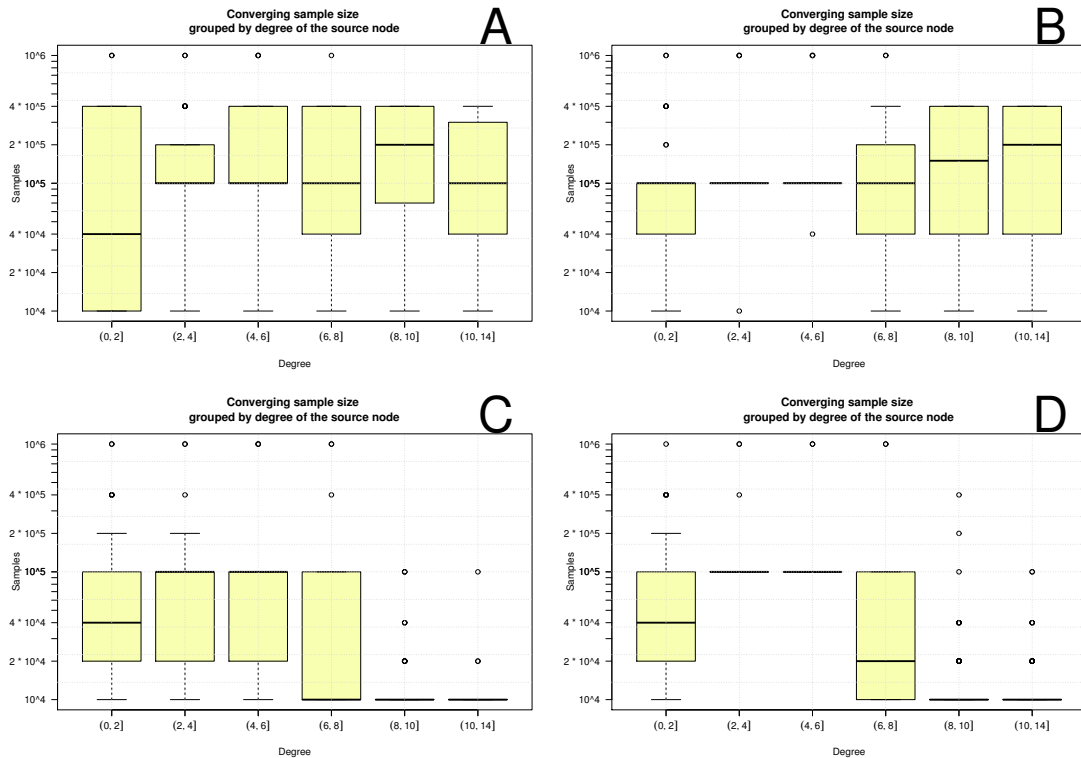 Converging sample size
grouped by degree of the source node
A
10^6
4 * 10^5
2 * 10^5
10^5
4 * 10^4
2 * 10^4
10^4
Samples
(0, 2]
(2, 4]
(4, 6]
(6, 8]
(8, 10]
(10, 14]
Degree
Converging sample size
grouped by degree of the source node
B
10^6
4 * 10^5
2 * 10^5
10^5
4 * 10^4
2 * 10^4
10^4
Samples
(0, 2]
(2, 4]
(4, 6]
(6, 8]
(8, 10]
(10, 14]
Degree
Converging sample size
grouped by degree of the source node
C
10^6
4 * 10^5
2 * 10^5
10^5
4 * 10^4
2 * 10^4
10^4
Samples
(0, 2]
(2, 4]
(4, 6]
(6, 8]
(8, 10]
(10, 14]
Degree
Converging sample size
grouped by degree of the source node
D
10^6
4 * 10^5
2 * 10^5
10^5
4 * 10^4
2 * 10^4
10^4
Samples
(0, 2]
(2, 4]
(4, 6]
(6, 8]
(8, 10]
(10, 14]
Degree